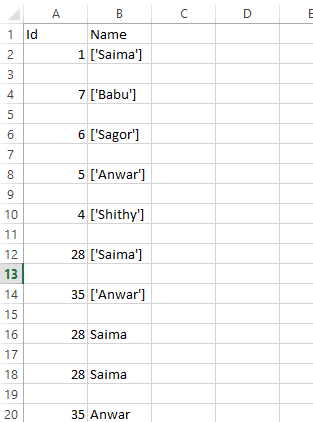 A B C D E
1 Id Name
2 1 ['Saima']
3
4 7 ['Babu']
5
6 6 ['Sagor']
7
8 5 ['Anwar']
9
10 4 ['Shithy']
11
12 28 ['Saima']
13
14 35 ['Anwar']
15
16 28 Saima
17
18 28 Saima
19
20 35 Anwar